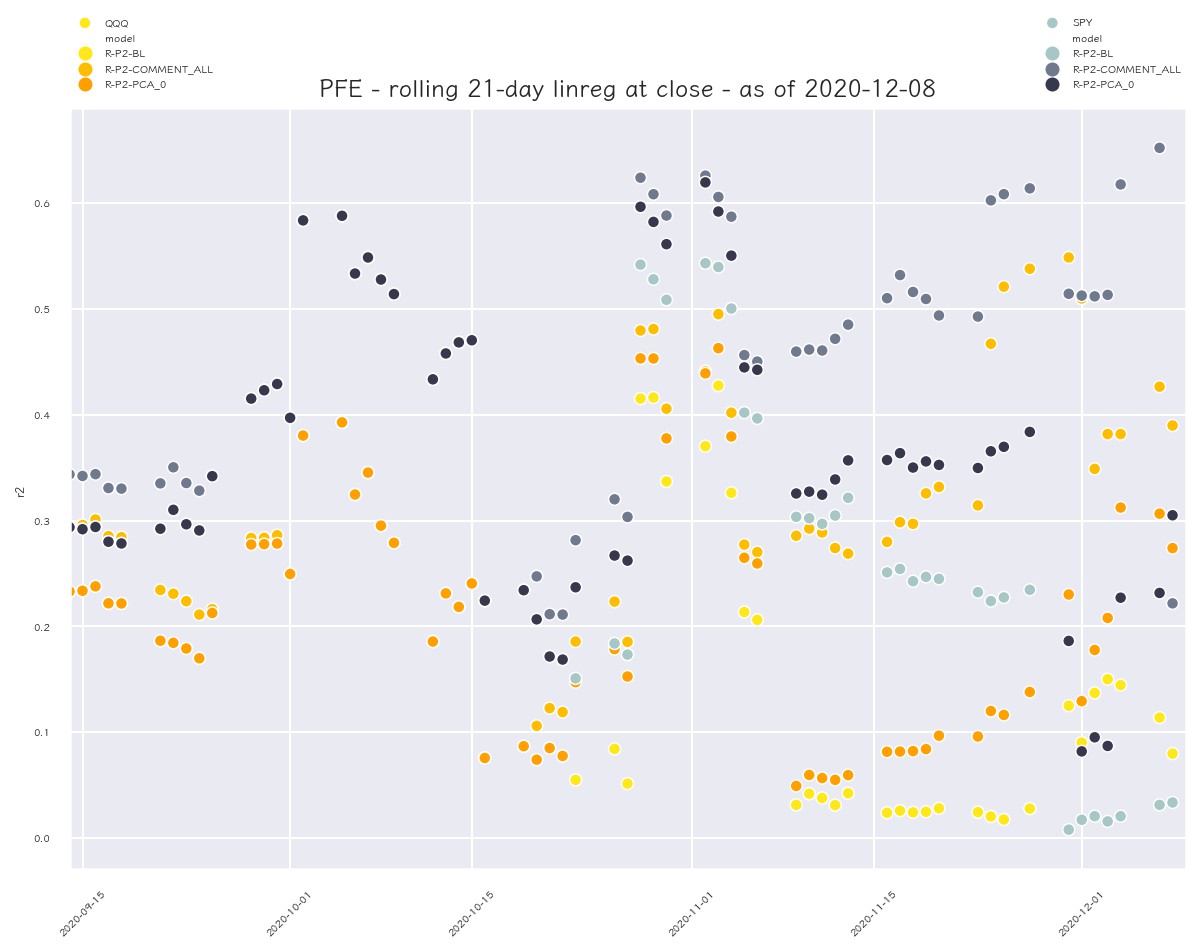 QQQ
model
R-P2-BL
R-P2-COMMENT_ALL
R-P2-PCA_0
SPY
model
R-P2-BL
R-P2-COMMENT_ALL
R-P2-PCA_0
PFE - rolling 21-day linreg at close - as of 2020-12-08
r2
0.6
0.5
0.4
0.3
0.2
0.1
0.0
2020-09-15
2020-10-01
2020-10-15
2020-11-01
2020-11-15
2020-12-01